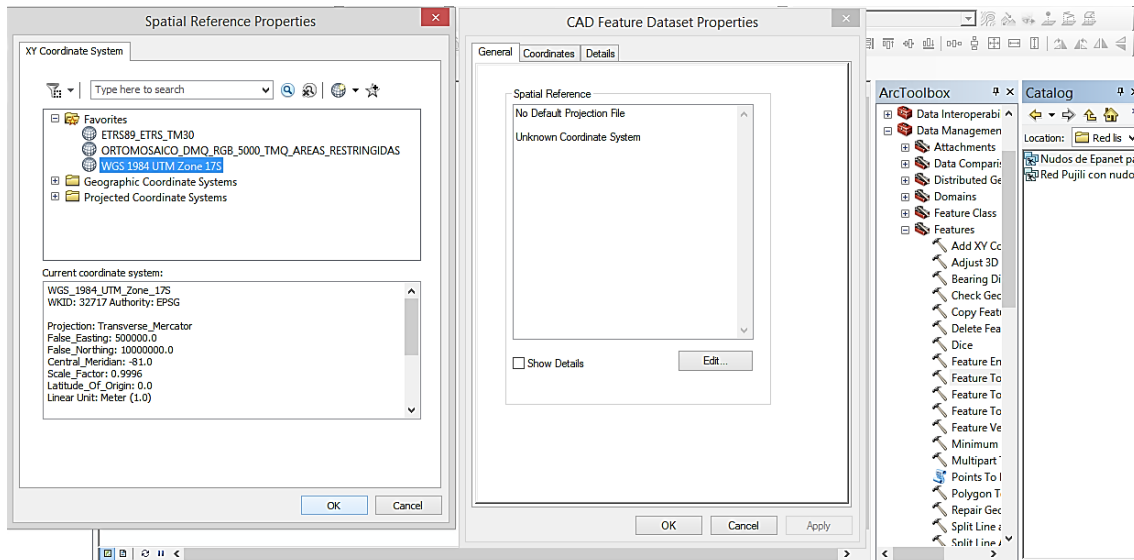 Spatial Reference Properties
XY Coordinate System
Type here to search
Favorites
ETRS89_ETRS_TM30
ORTOMOSAICO_DMQ_RGB_5000_TMQ_AREAS_RESTRINGIDAS
WGS 1984 UTM Zone 17S
Geographic Coordinate Systems
Projected Coordinate Systems
Current coordinate system:
WGS_1984_UTM_Zone_17S
WKID: 32717 Authority: EPSG
Projection: Transverse_Mercator
False_Easting: 500000.0
False_Northing: 10000000.0
Central_Meridian: -81.0
Scale_Factor: 0.9996
Latitude_Of_Origin: 0.0
Linear Unit: Meter (1.0)
OK
Cancel
CAD Feature Dataset Properties
General
Coordinates
Details
Spatial Reference
No Default Projection File
Unknown Coordinate System
Show Details
Edit...
OK
Cancel
Apply
ArcToolbox
Data Interoperabi
Data Managemen
Attachments
Data Comparis
Distributed Ge
Domains
Feature Class
Features
Add XY Co
Adjust 3D
Bearing Di
Check Geo
Copy Featu
Delete Fea
Dice
Feature En
Feature To
Feature To
Feature To
Feature Ve
Minimum
Multipart
Points To
Polygon T
Repair Geo
Split Line a
Split Line
Catalog
Location:
Red lis
Nudos de Epanet pa
Red Pujili con nudo